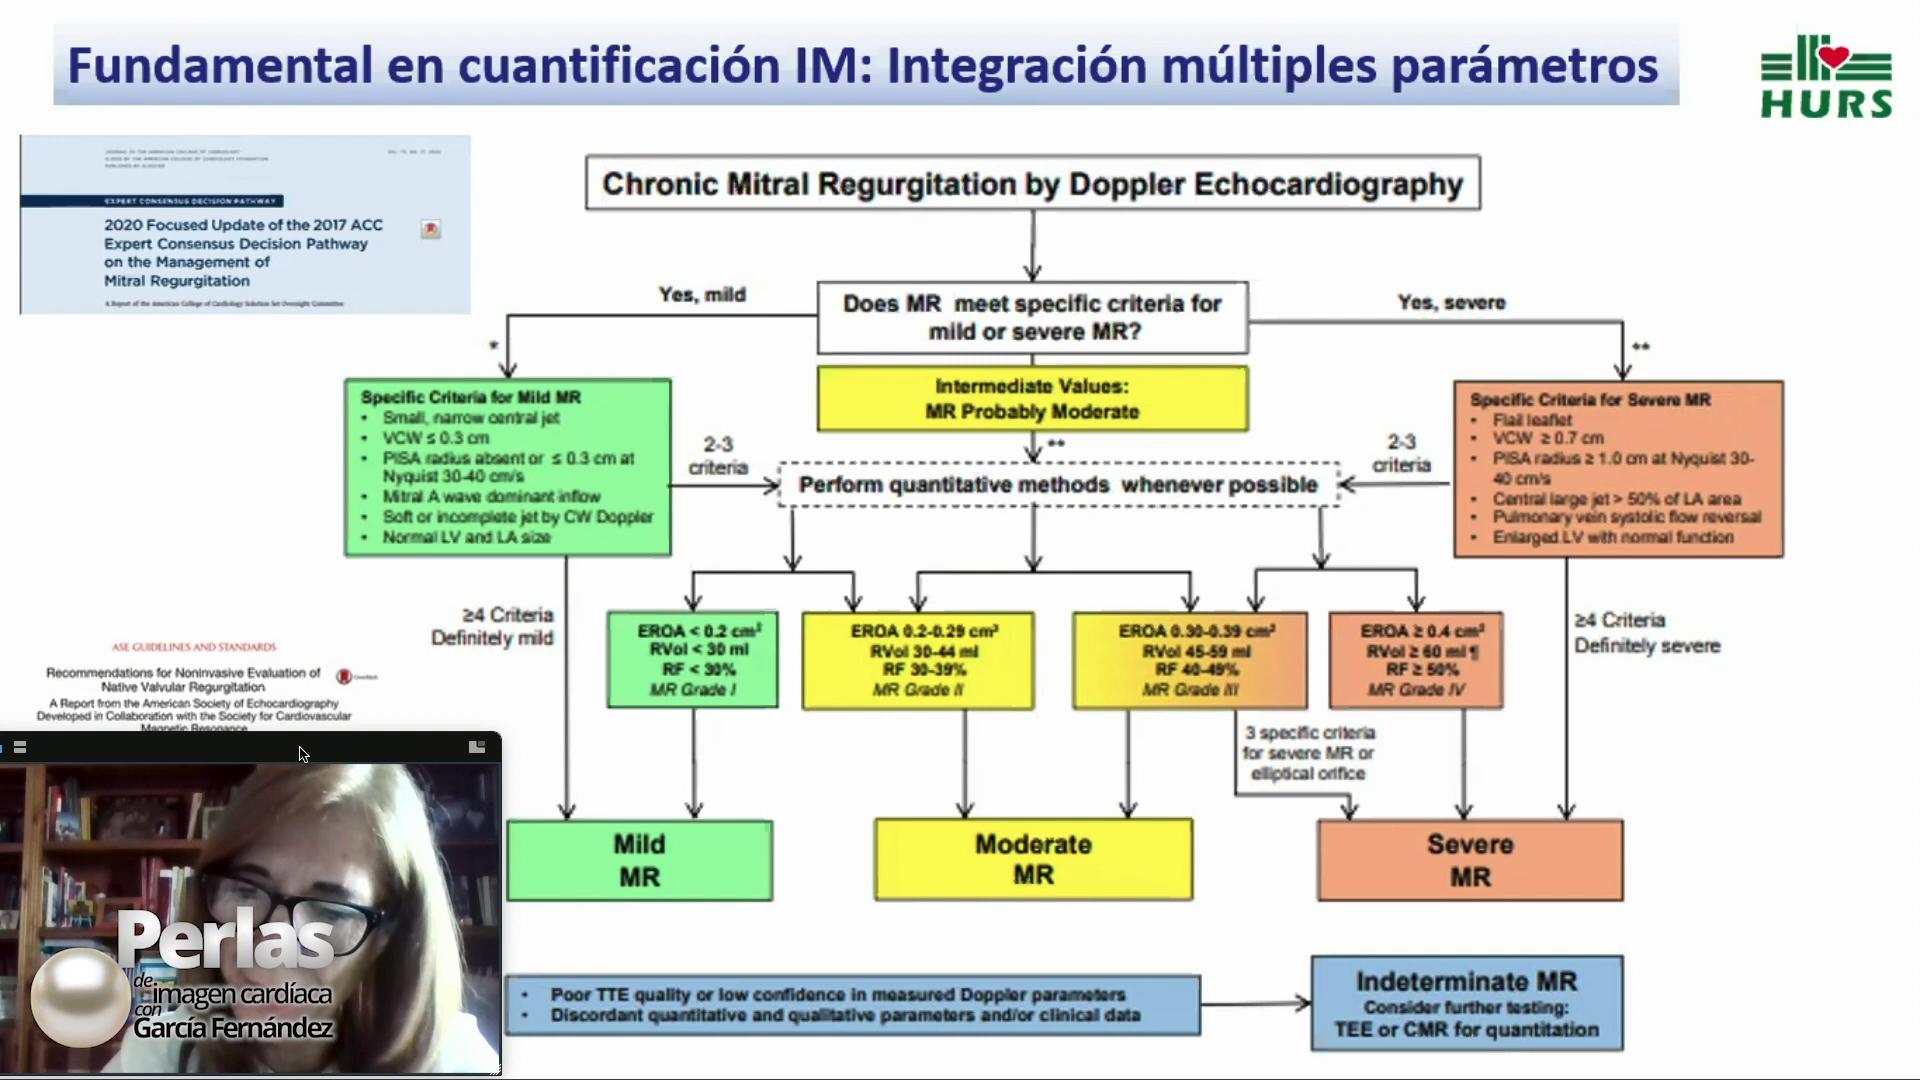 Fundamental en cuantificación IM: Integración múltiples parámetros
HURS
EXPERT CONSENSUS DECISION PATHWAY
2020 Focused Update of the 2017 ACC
Expert Consensus Decision Pathway
on the Management of
Mitral Regurgitation
A Report of the American College of Cardiology Solution Set Oversight Committee
Chronic Mitral Regurgitation by Doppler Echocardiography
Does MR meet specific criteria for
mild or severe MR?
Yes, mild
Yes, severe
*
**
Intermediate Values:
MR Probably Moderate
**
Specific Criteria for Mild MR
• Small, narrow central jet
• VCW ≤ 0.3 cm
• PISA radius absent or ≤ 0.3 cm at
Nyquist 30-40 cm/s
• Mitral A wave dominant inflow
• Soft or incomplete jet by CW Doppler
• Normal LV and LA size
2-3
criteria
Perform quantitative methods whenever possible
2-3
criteria
Specific Criteria for Severe MR
• Flail leaflet
• VCW ≥ 0.7 cm
• PISA radius ≥ 1.0 cm at Nyquist 30-
40 cm/s
• Central large jet > 50% of LA area
• Pulmonary vein systolic flow reversal
• Enlarged LV with normal function
≥4 Criteria
Definitely mild
EROA < 0.2 cm²
RVol < 30 ml
RF < 30%
MR Grade I
EROA 0.2-0.29 cm²
RVol 30-44 ml
RF 30-39%
MR Grade II
EROA 0.30-0.39 cm²
RVol 45-59 ml
RF 40-49%
MR Grade III
EROA ≥ 0.4 cm²
RVol ≥ 60 ml ¶
RF ≥ 50%
MR Grade IV
≥4 Criteria
Definitely severe
3 specific criteria
for severe MR or
elliptical orifice
Mild
MR
Moderate
MR
Severe
MR
• Poor TTE quality or low confidence in measured Doppler parameters
• Discordant quantitative and qualitative parameters and/or clinical data
Indeterminate MR
Consider further testing:
TEE or CMR for quantitation
ASE GUIDELINES AND STANDARDS
Recommendations for Noninvasive Evaluation of
Native Valvular Regurgitation
A Report from the American Society of Echocardiography
Developed in Collaboration with the Society for Cardiovascular
Magnetic Resonance
Perlas
de
imagen cardíaca
con
García Fernández